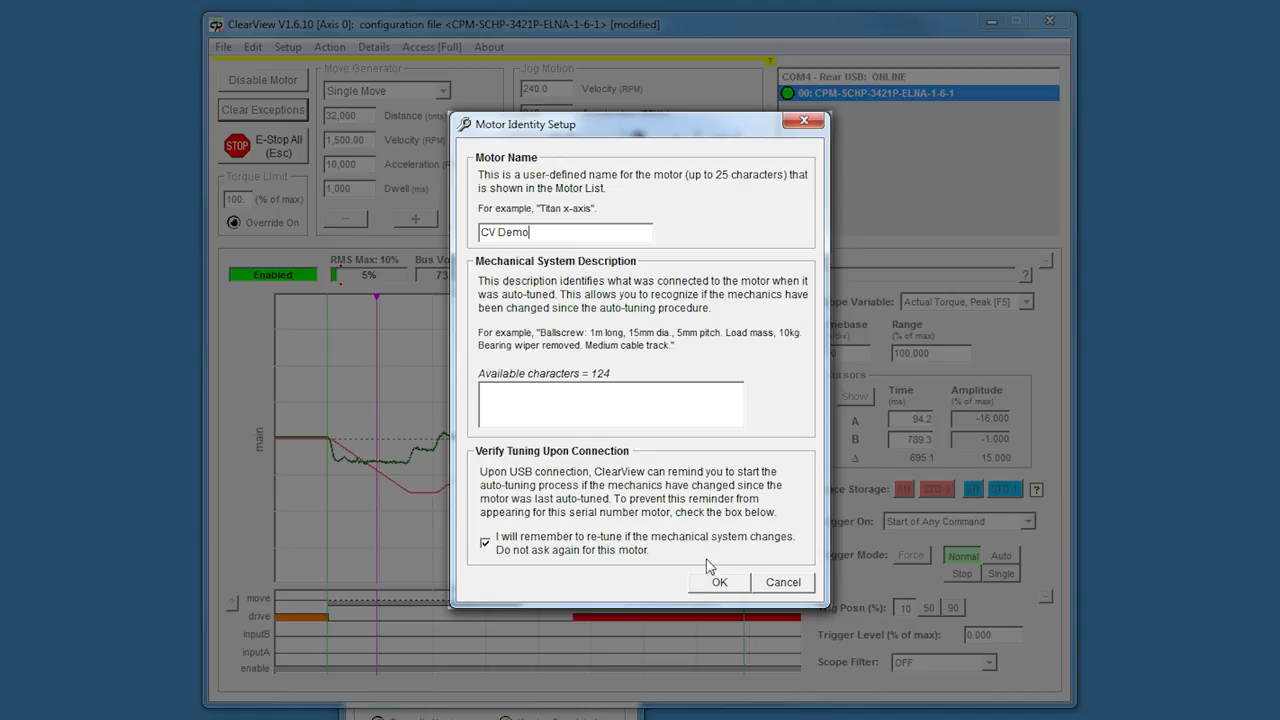 ClearView V1.6.10 [Axis 0]: configuration file <CPM-SCHP-3421P-ELNA-1-6-1> [modified]
File Edit Setup Action Details Access [Full] About
Disable Motor
Clear Exceptions
STOP E-Stop All (Esc)
Torque Limit
100. (% of max)
Override On
Move Generator
Single Move
32,000 Distance (cnts)
1,500.00 Velocity (RPM)
10,000 Acceleration
1,000 Dwell (ms)
Jog Motion
240.0 Velocity (RPM)
COM4 - Rear USB: ONLINE
00: CPM-SCHP-3421P-ELNA-1-6-1
Motor Identity Setup
Motor Name
This is a user-defined name for the motor (up to 25 characters) that
is shown in the Motor List.
For example, "Titan x-axis".
CV Demo
Mechanical System Description
This description identifies what was connected to the motor when it
was auto-tuned. This allows you to recognize if the mechanics have
been changed since the auto-tuning procedure.
For example, "Ballscrew: 1m long, 15mm dia., 5mm pitch. Load mass, 10kg.
Bearing wiper removed. Medium cable track."
Available characters = 124
Verify Tuning Upon Connection
Upon USB connection, ClearView can remind you to start the
auto-tuning process if the mechanics have changed since the
motor was last auto-tuned. To prevent this reminder from
appearing for this serial number motor, check the box below.
I will remember to re-tune if the mechanical system changes.
Do not ask again for this motor.
OK Cancel
Enabled
RMS Max: 10%
5%
Bus Vo
73
main
move
drive
inputB
inputA
enable
?
ope Variable: Actual Torque, Peak [F5]
mebase Range
/div) (% of max)
100.000
ursors
Show
Time Amplitude
(ms) (% of max)
A 94.2 -16.000
B 789.3 -1.000
Δ 695.1 15.000
ace Storage: ?
igger On: Start of Any Command
igger Mode: Force Normal Auto
Stop Single
ig Posn (%): 10 50 90
Trigger Level (% of max): 0.000
Scope Filter: OFF